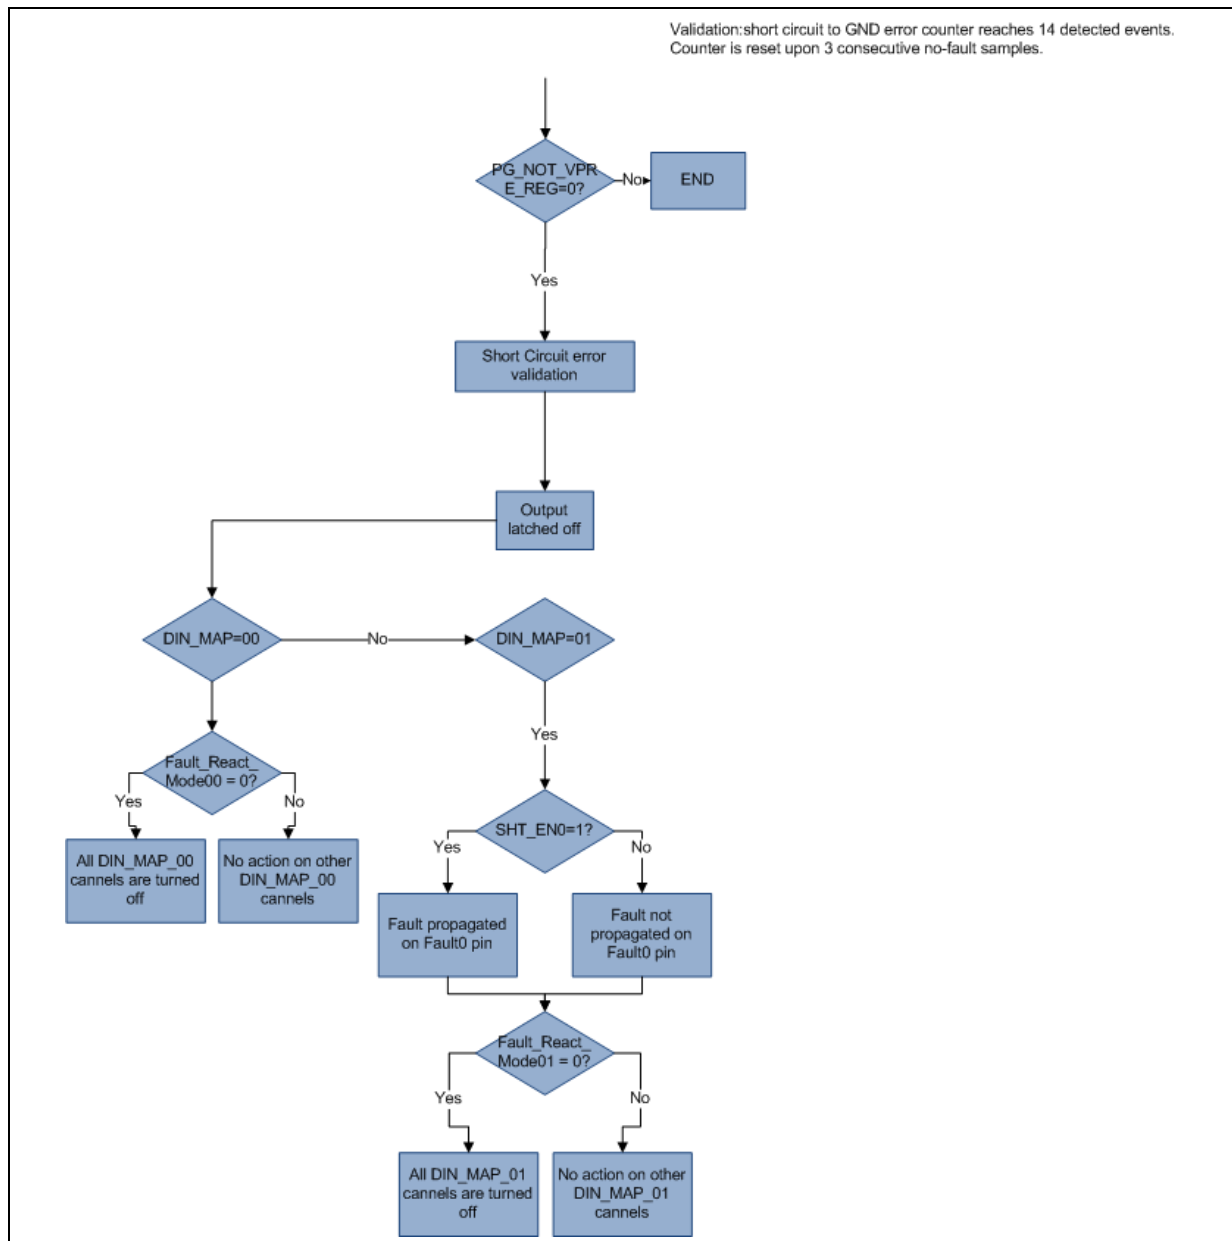 Validation:short circuit to GND error counter reaches 14 detected events.
Counter is reset upon 3 consecutive no-fault samples.
PG_NOT_VPR
E_REG=0?
No
END
Yes
Short Circuit error
validation
Output
latched off
DIN_MAP=00
No
DIN_MAP=01
Yes
Fault_React_
Mode00 = 0?
Yes
No
All DIN_MAP_00
cannels are turned
off
No action on other
DIN_MAP_00
cannels
SHT_EN0=1?
Yes
No
Fault propagated
on Fault0 pin
Fault not
propagated on
Fault0 pin
Fault_React_
Mode01 = 0?
Yes
No
All DIN_MAP_01
cannels are turned
off
No action on other
DIN_MAP_01
cannels